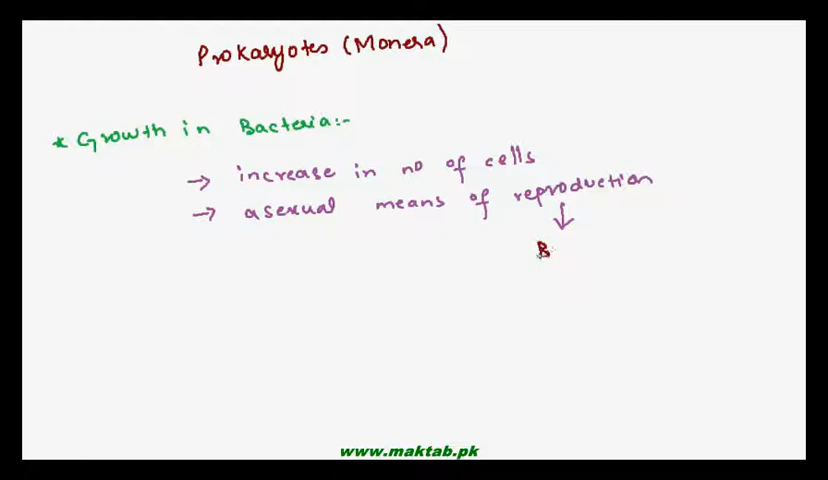 Prokaryotes (Monera)
* Growth in Bacteria:-
→ increase in no of cells
→ asexual means of reproduction
↓
B
www.maktab.pk